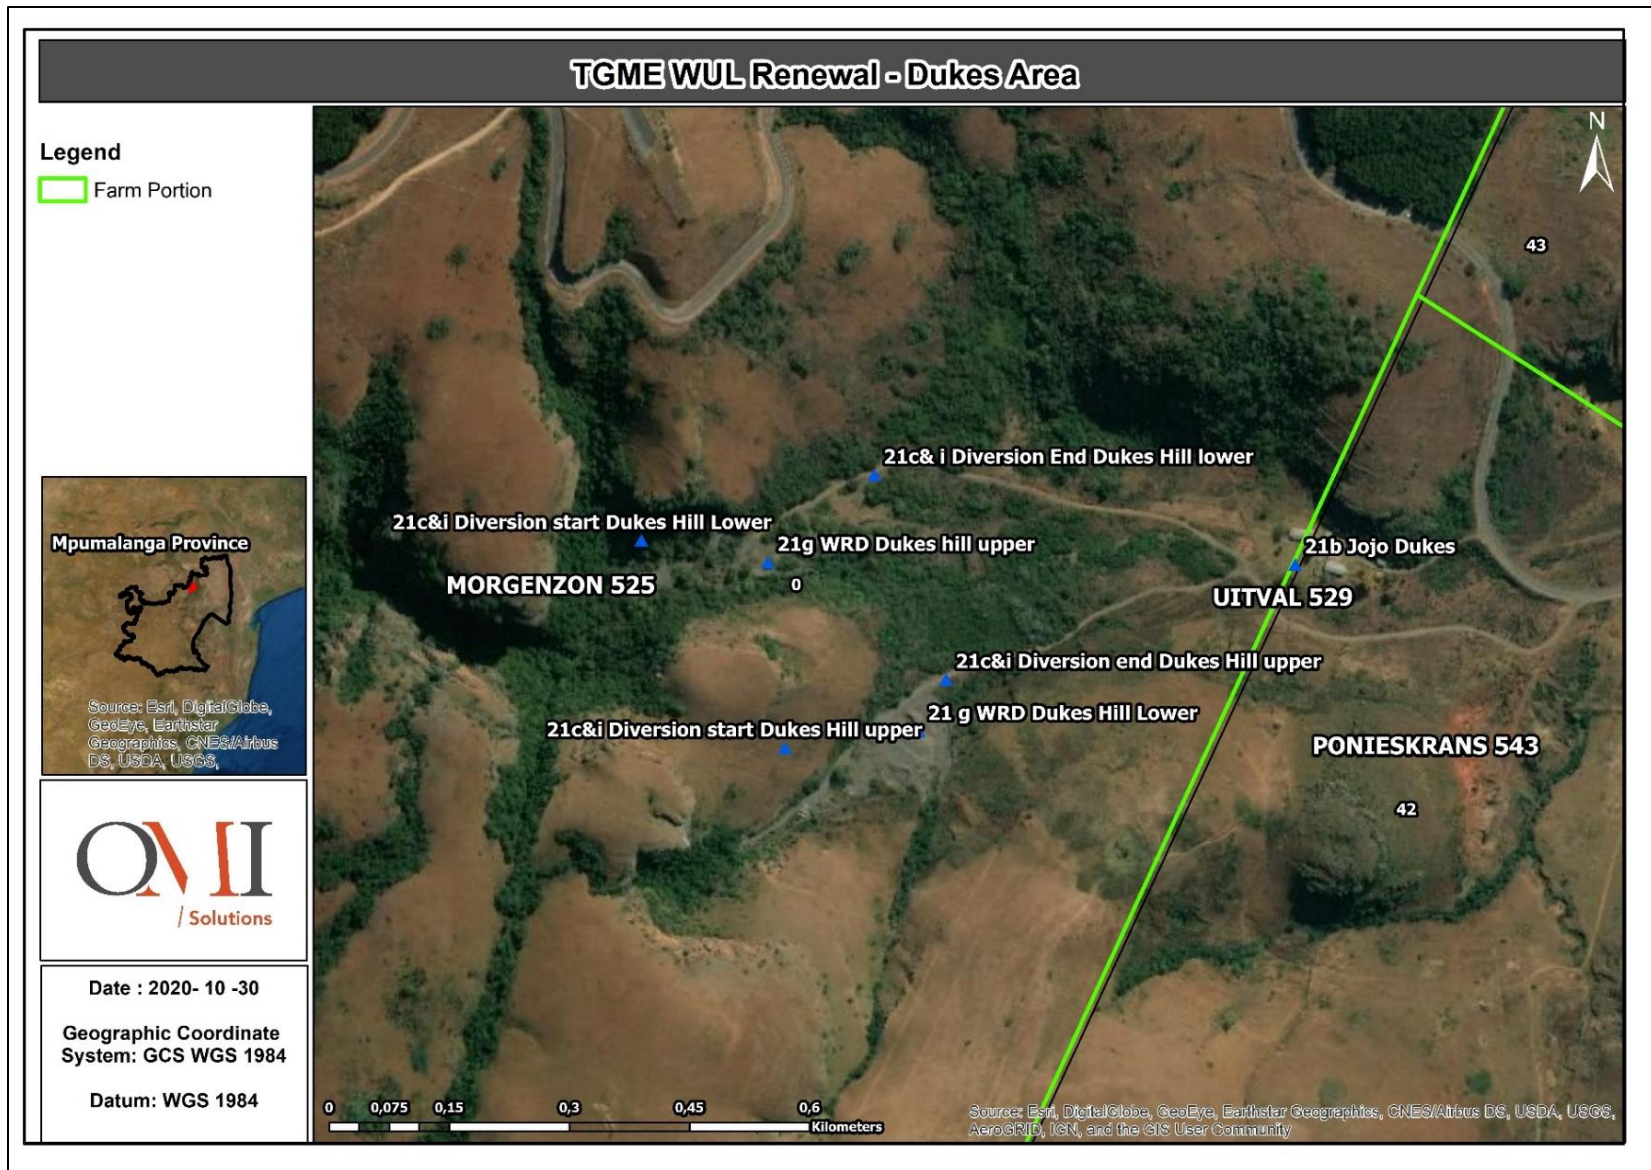 TGME WUL Renewal - Dukes Area
Legend
Farm Portion
N
43
21c& i Diversion End Dukes Hill lower
21c&i Diversion start Dukes Hill Lower
21g WRD Dukes hill upper
21b Jojo Dukes
0
MORGENZON 525
UITVAL 529
21c&i Diversion end Dukes Hill upper
21 g WRD Dukes Hill Lower
21c&i Diversion start Dukes Hill upper
PONIESKRANS 543
42
Mpumalanga Province
Source: Esri, DigitalGlobe,
GeoEye, Earthstar
Geographics, CNES/Airbus
DS, USDA, USGS,
OMI
/ Solutions
Date : 2020- 10 -30
Geographic Coordinate
System: GCS WGS 1984
Datum: WGS 1984
0 0,075 0,15 0,3 0,45 0,6
Kilometers
Source: Esri, DigitalGlobe, GeoEye, Earthstar Geographics, CNES/Airbus DS, USDA, USGS,
AeroGRID, IGN, and the GIS User Community